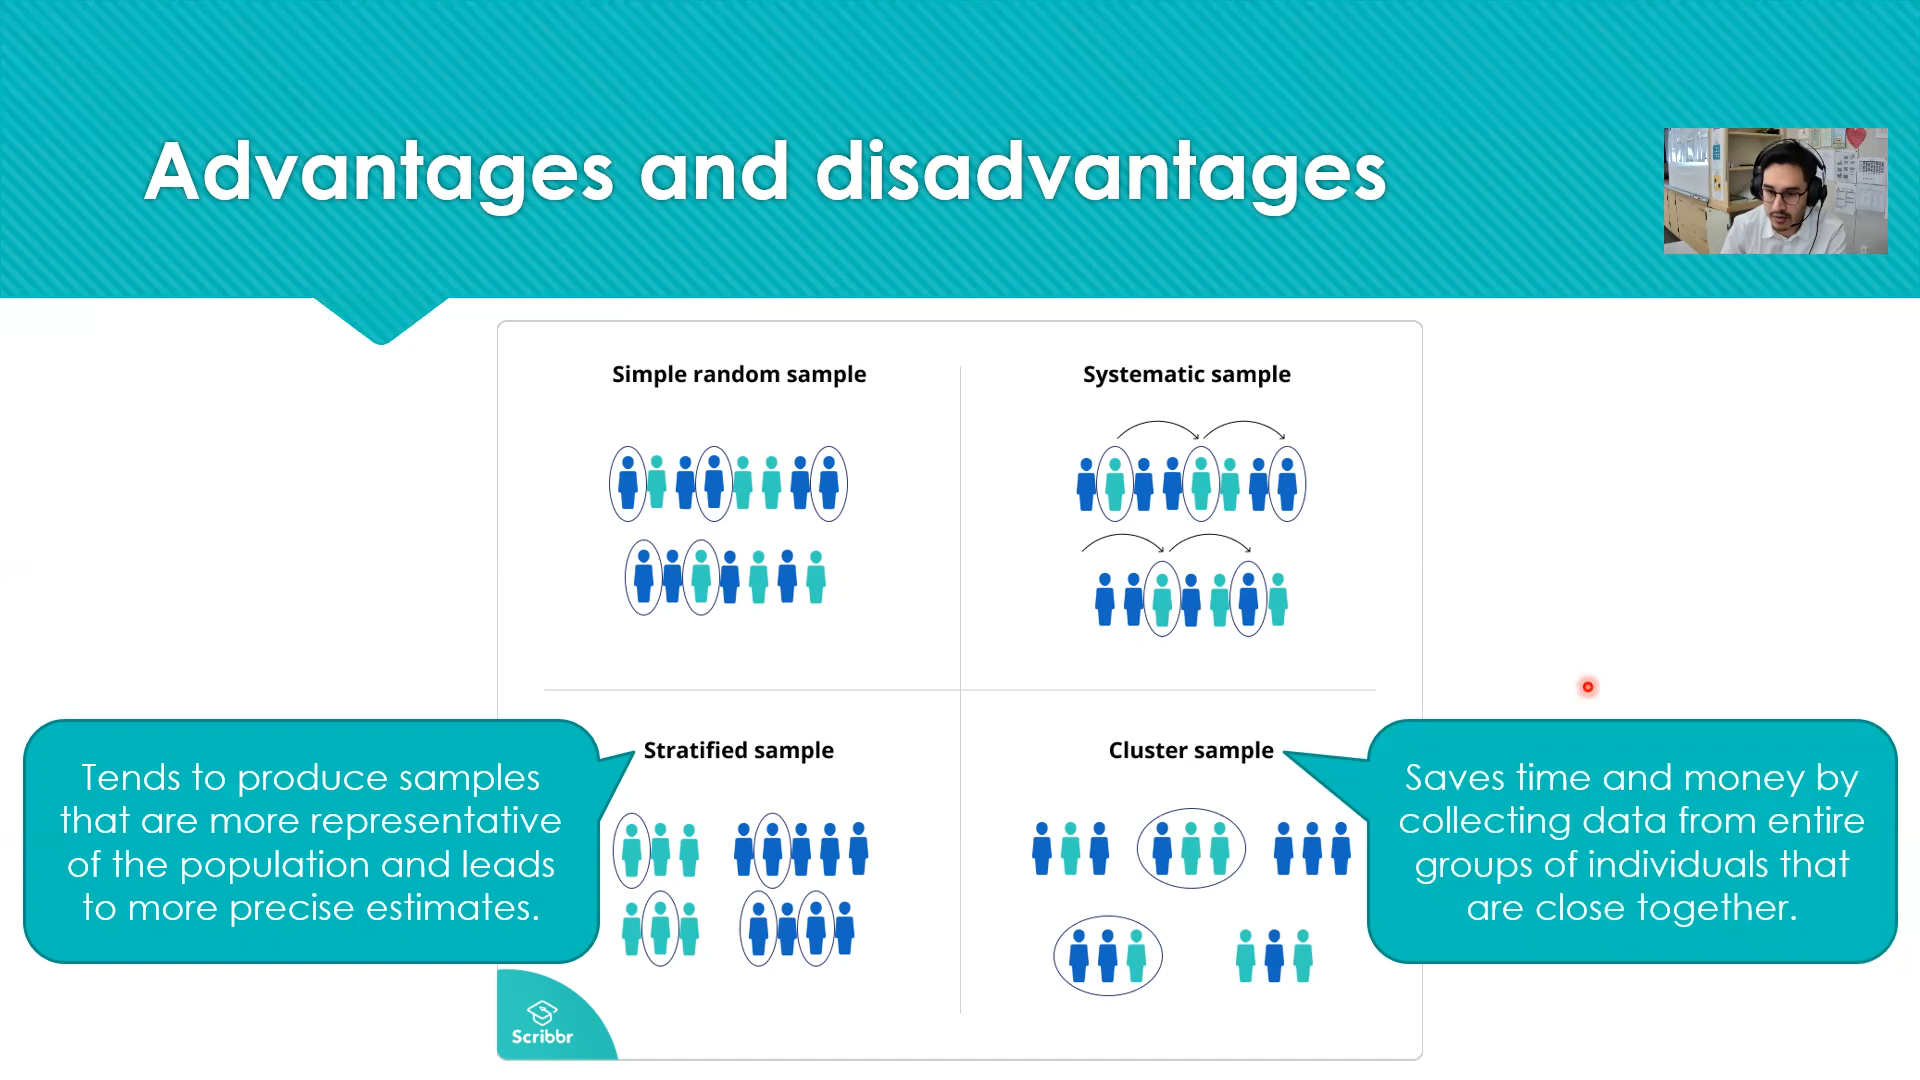 Advantages and disadvantages
Simple random sample
Systematic sample
Stratified sample
Cluster sample
Tends to produce samples
that are more representative
of the population and leads
to more precise estimates.
Saves time and money by
collecting data from entire
groups of individuals that
are close together.
Scribbr